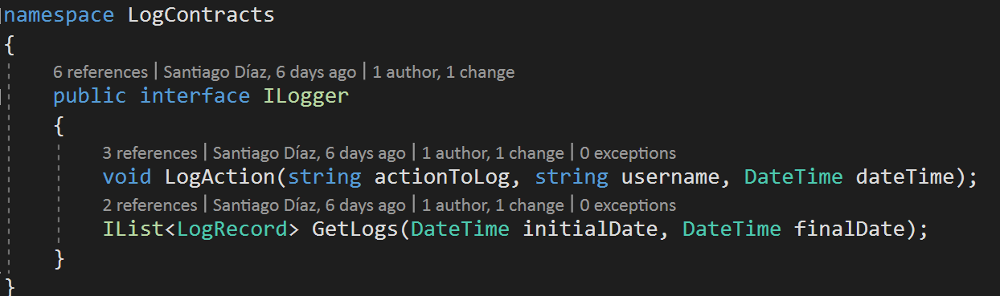 namespace LogContracts
{
6 references | Santiago Díaz, 6 days ago | 1 author, 1 change
public interface ILogger
{
3 references | Santiago Díaz, 6 days ago | 1 author, 1 change | 0 exceptions
void LogAction(string actionToLog, string username, DateTime dateTime);
2 references | Santiago Díaz, 6 days ago | 1 author, 1 change | 0 exceptions
IList<LogRecord> GetLogs(DateTime initialDate, DateTime finalDate);
}
}